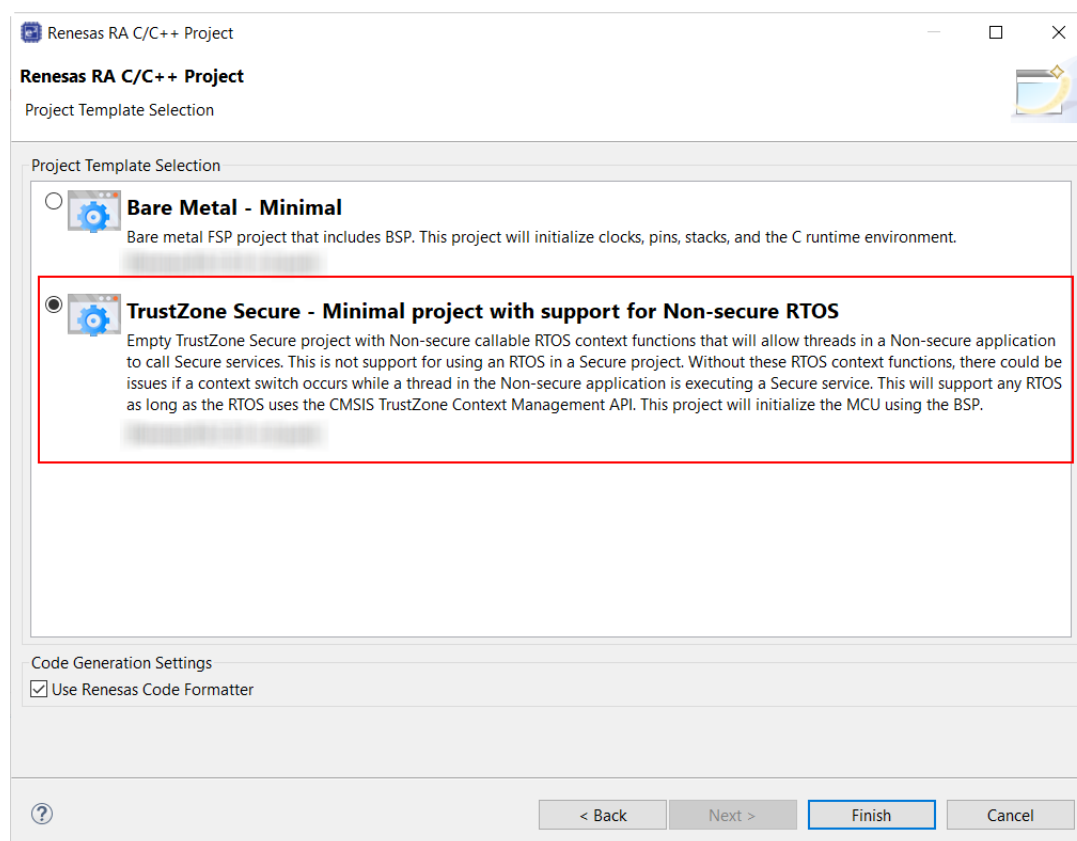 Renesas RA C/C++ Project
Renesas RA C/C++ Project
Project Template Selection
Project Template Selection
Bare Metal - Minimal
Bare metal FSP project that includes BSP. This project will initialize clocks, pins, stacks, and the C runtime environment.
TrustZone Secure - Minimal project with support for Non-secure RTOS
Empty TrustZone Secure project with Non-secure callable RTOS context functions that will allow threads in a Non-secure application
to call Secure services. This is not support for using an RTOS in a Secure project. Without these RTOS context functions, there could be
issues if a context switch occurs while a thread in the Non-secure application is executing a Secure service. This will support any RTOS
as long as the RTOS uses the CMSIS TrustZone Context Management API. This project will initialize the MCU using the BSP.
Code Generation Settings
Use Renesas Code Formatter
? < Back Next > Finish Cancel